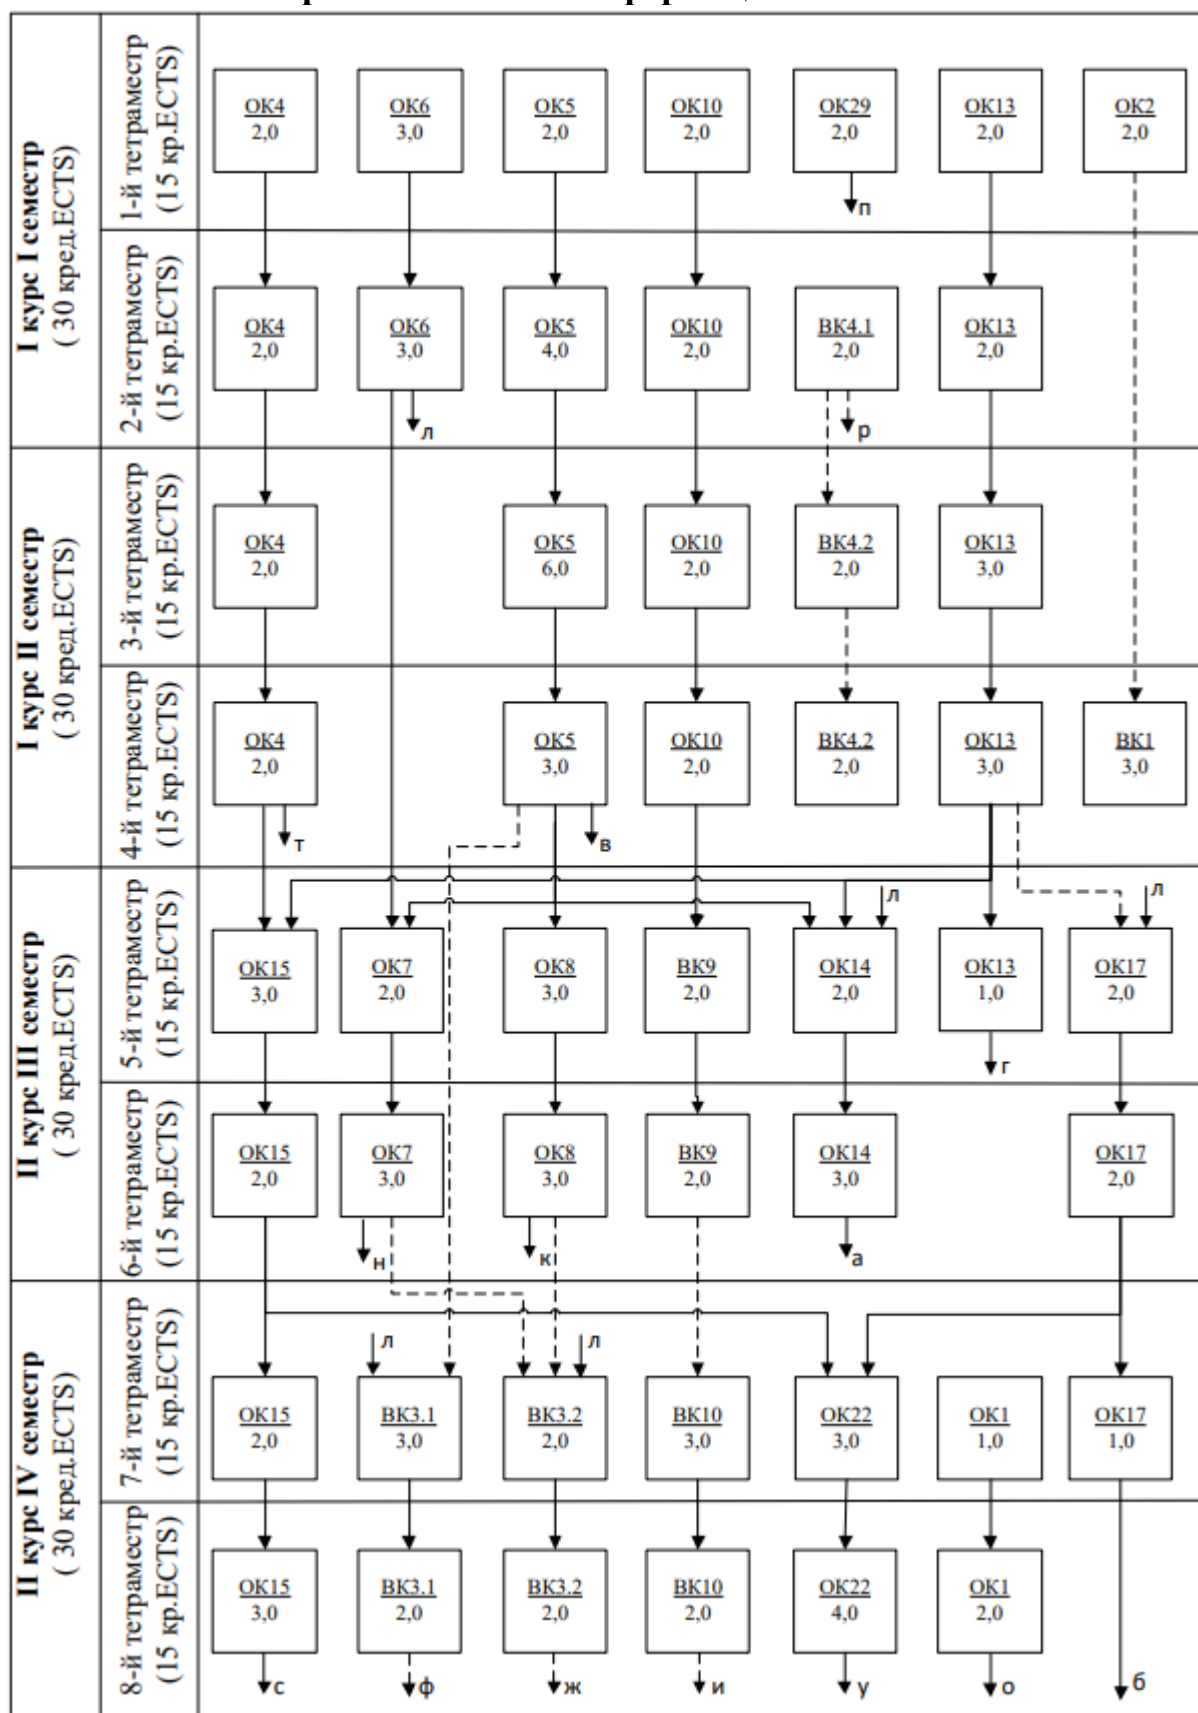 I курс I семестр
( 30 кред.ECTS)
1-й тетраместр
(15 кр.ECTS)
ОК4
2,0
ОК6
3,0
ОК5
2,0
ОК10
2,0
ОК29
2,0
ОК13
2,0
ОК2
2,0
п
2-й тетраместр
(15 кр.ECTS)
ОК4
2,0
ОК6
3,0
ОК5
4,0
ОК10
2,0
ВК4.1
2,0
ОК13
2,0
л
р
I курс II семестр
( 30 кред.ECTS)
3-й тетраместр
(15 кр.ECTS)
ОК4
2,0
ОК5
6,0
ОК10
2,0
ВК4.2
2,0
ОК13
3,0
4-й тетраместр
(15 кр.ECTS)
ОК4
2,0
ОК5
3,0
ОК10
2,0
ВК4.2
2,0
ОК13
3,0
ВК1
3,0
т
в
II курс III семестр
( 30 кред.ECTS)
5-й тетраместр
(15 кр.ECTS)
л
л
ОК15
3,0
ОК7
2,0
ОК8
3,0
ВК9
2,0
ОК14
2,0
ОК13
1,0
ОК17
2,0
г
6-й тетраместр
(15 кр.ECTS)
ОК15
2,0
ОК7
3,0
ОК8
3,0
ВК9
2,0
ОК14
3,0
ОК17
2,0
н
к
а
II курс IV семестр
( 30 кред.ECTS)
7-й тетраместр
(15 кр.ECTS)
л
л
ОК15
2,0
ВК3.1
3,0
ВК3.2
2,0
ВК10
3,0
ОК22
3,0
ОК1
1,0
ОК17
1,0
8-й тетраместр
(15 кр.ECTS)
ОК15
3,0
ВК3.1
2,0
ВК3.2
2,0
ВК10
2,0
ОК22
4,0
ОК1
2,0
с
ф
ж
и
у
о
б